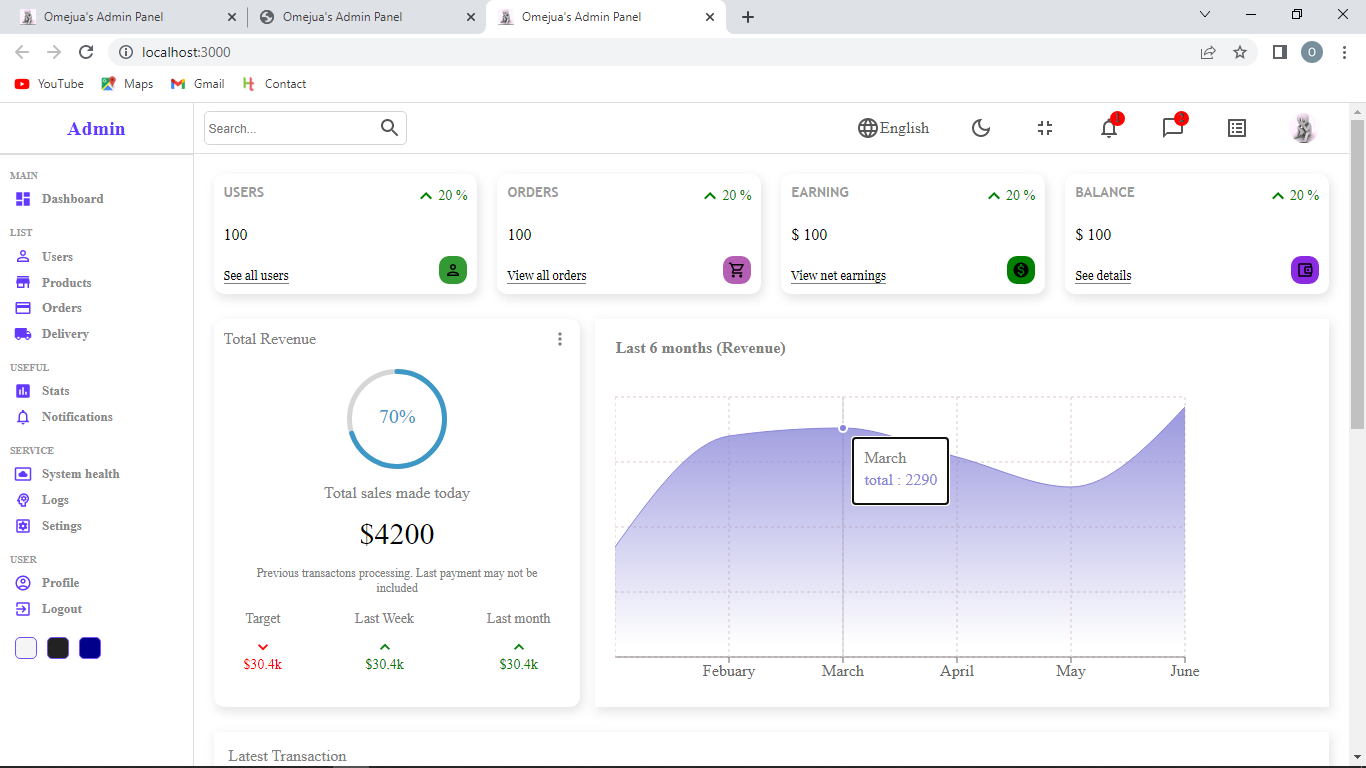 Omejua's Admin Panel
Omejua's Admin Panel
Omejua's Admin Panel
localhost:3000
O
YouTube
Maps
Gmail
Contact
Admin
Search...
English
1
MAIN
Dashboard
LIST
Users
Products
Orders
Delivery
USEFUL
Stats
Notifications
SERVICE
System health
Logs
Setings
USER
Profile
Logout
USERS
20 %
100
See all users
ORDERS
20 %
100
View all orders
EARNING
20 %
$ 100
View net earnings
BALANCE
20 %
$ 100
See details
Total Revenue
70%
Total sales made today
$4200
Previous transactons processing. Last payment may not be
included
Target
Last Week
Last month
$30.4k
$30.4k
$30.4k
Last 6 months (Revenue)
March
total : 2290
Febuary
March
April
May
June
Latest Transaction